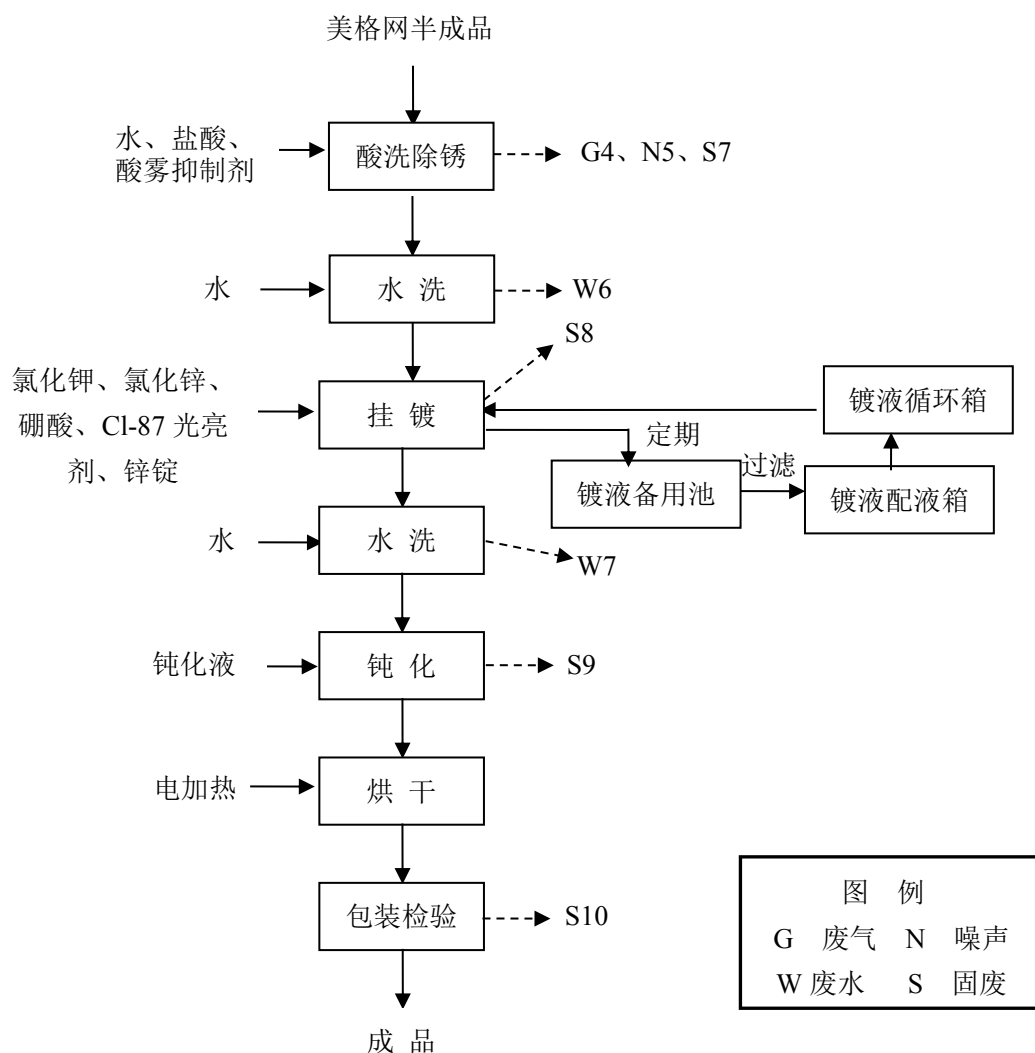 美格网半成品
水、盐酸、
酸雾抑制剂
酸洗除锈
G4、N5、S7
水
水 洗
W6
S8
氯化钾、氯化锌、
硼酸、Cl-87 光亮
剂、锌锭
挂 镀
镀液循环箱
定期
镀液备用池
过滤
镀液配液箱
水
水 洗
W7
钝化液
钝 化
S9
电加热
烘 干
包装检验
S10
成 品
图 例
G 废气 N 噪声
W 废水 S 固废